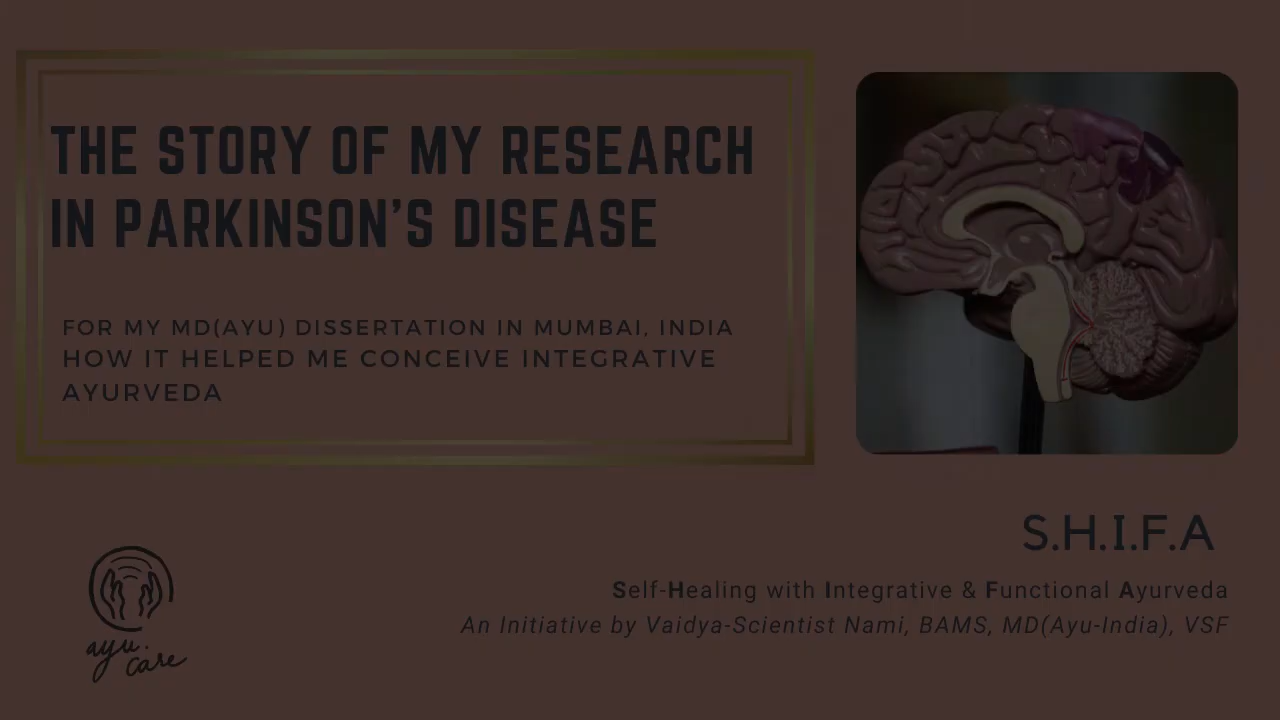 THE STORY OF MY RESEARCH
IN PARKINSON'S DISEASE
FOR MY MD(AYU) DISSERTATION IN MUMBAI, INDIA
HOW IT HELPED ME CONCEIVE INTEGRATIVE
AYURVEDA
S.H.I.F.A
Self-Healing with Integrative & Functional Ayurveda
An Initiative by Vaidya-Scientist Nami, BAMS, MD(Ayu-India), VSF
ayu.
care